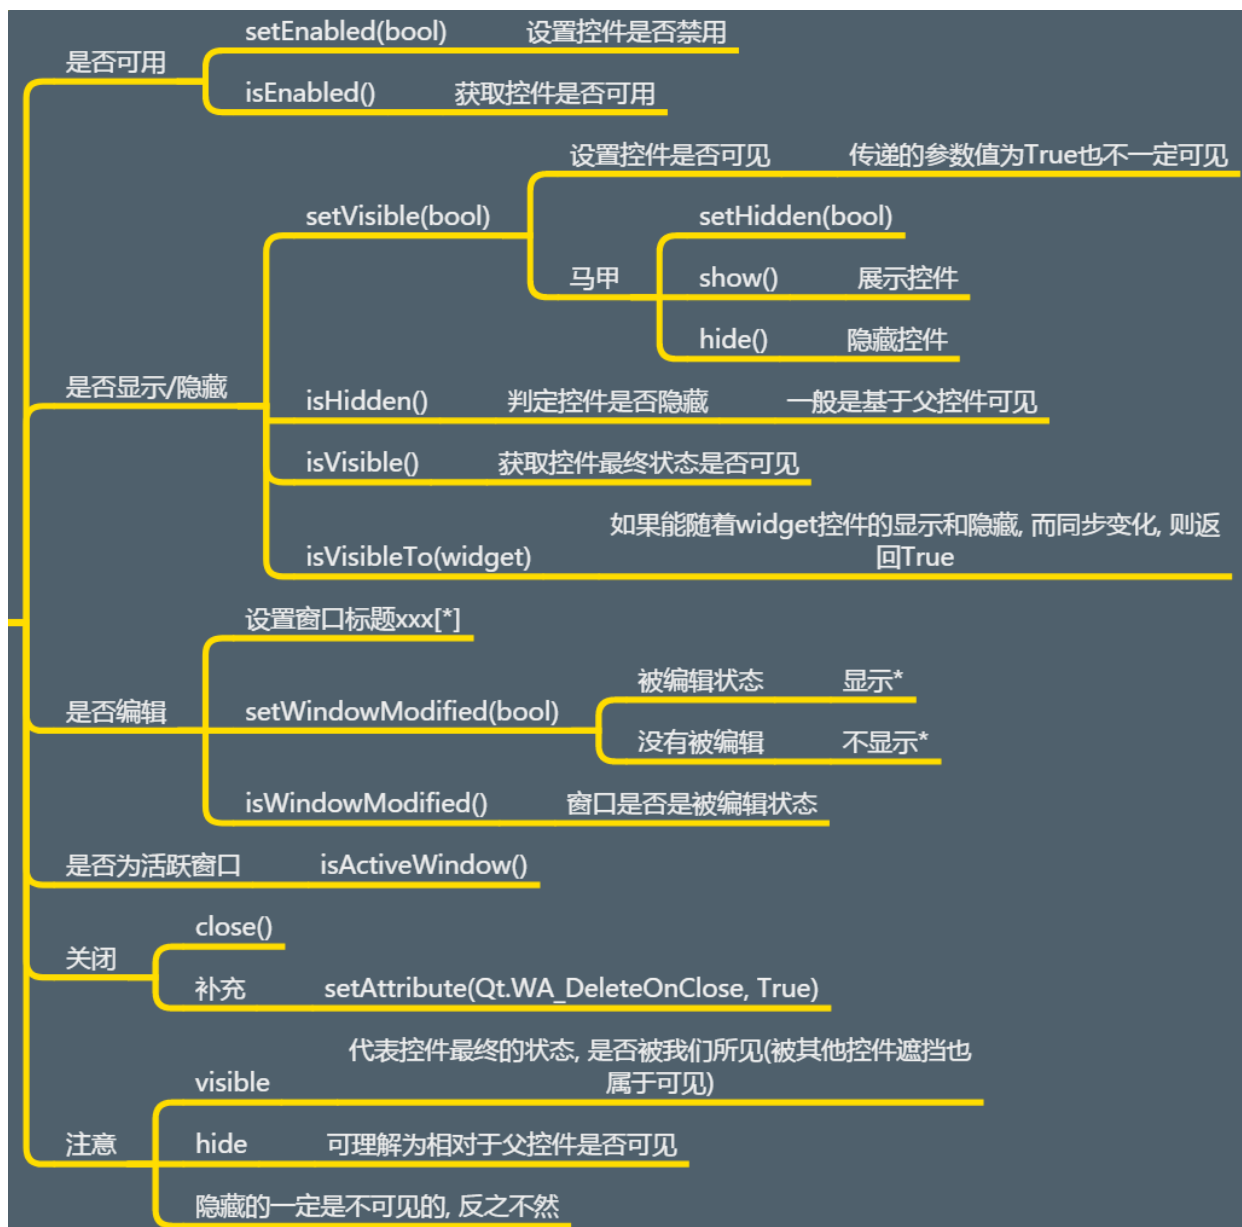 是否可用
setEnabled(bool) 设置控件是否禁用
isEnabled() 获取控件是否可用
是否显示/隐藏
setVisible(bool)
设置控件是否可见 传递的参数值为True也不一定可见
马甲
setHidden(bool)
show() 展示控件
hide() 隐藏控件
isHidden() 判定控件是否隐藏 一般是基于父控件可见
isVisible() 获取控件最终状态是否可见
isVisibleTo(widget)
如果能随着widget控件的显示和隐藏, 而同步变化, 则返
回True
是否编辑
设置窗口标题xxx[*]
setWindowModified(bool)
被编辑状态 显示*
没有被编辑 不显示*
isWindowModified() 窗口是否是被编辑状态
是否为活跃窗口 isActiveWindow()
关闭
close()
补充 setAttribute(Qt.WA_DeleteOnClose, True)
注意
visible
代表控件最终的状态, 是否被我们所见(被其他控件遮挡也
属于可见)
hide 可理解为相对于父控件是否可见
隐藏的一定是不可见的, 反之不然